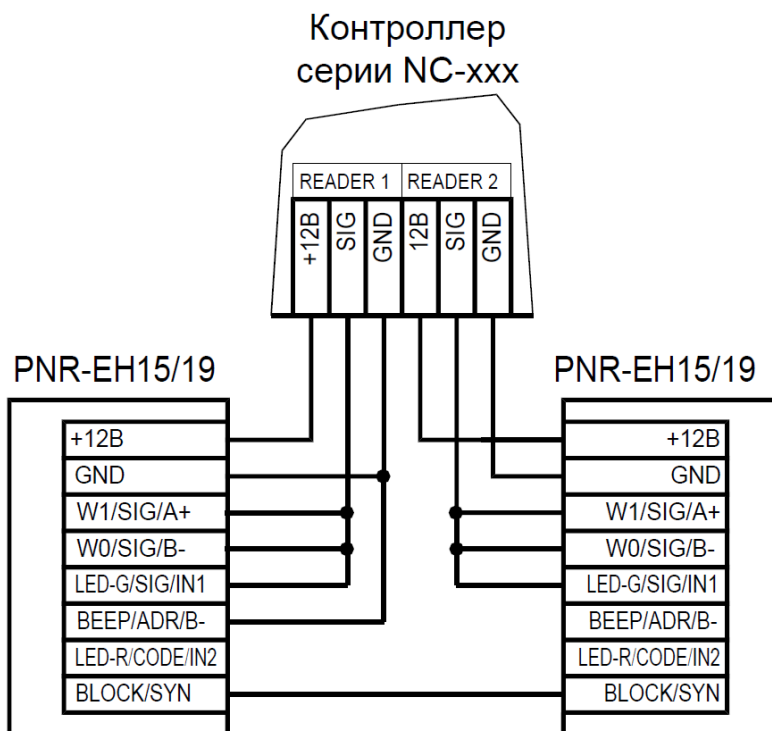 Контроллер
серии NC-xxx
READER 1 READER 2
+12В SIG GND 12В SIG GND
PNR-EH15/19 PNR-EH15/19
+12В +12В
GND GND
W1/SIG/A+ W1/SIG/A+
W0/SIG/B- W0/SIG/B-
LED-G/SIG/IN1 LED-G/SIG/IN1
BEEP/ADR/B- BEEP/ADR/B-
LED-R/CODE/IN2 LED-R/CODE/IN2
BLOCK/SYN BLOCK/SYN